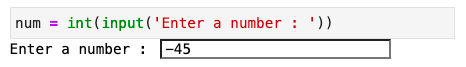 num = int(input('Enter a number : '))
Enter a number : -45